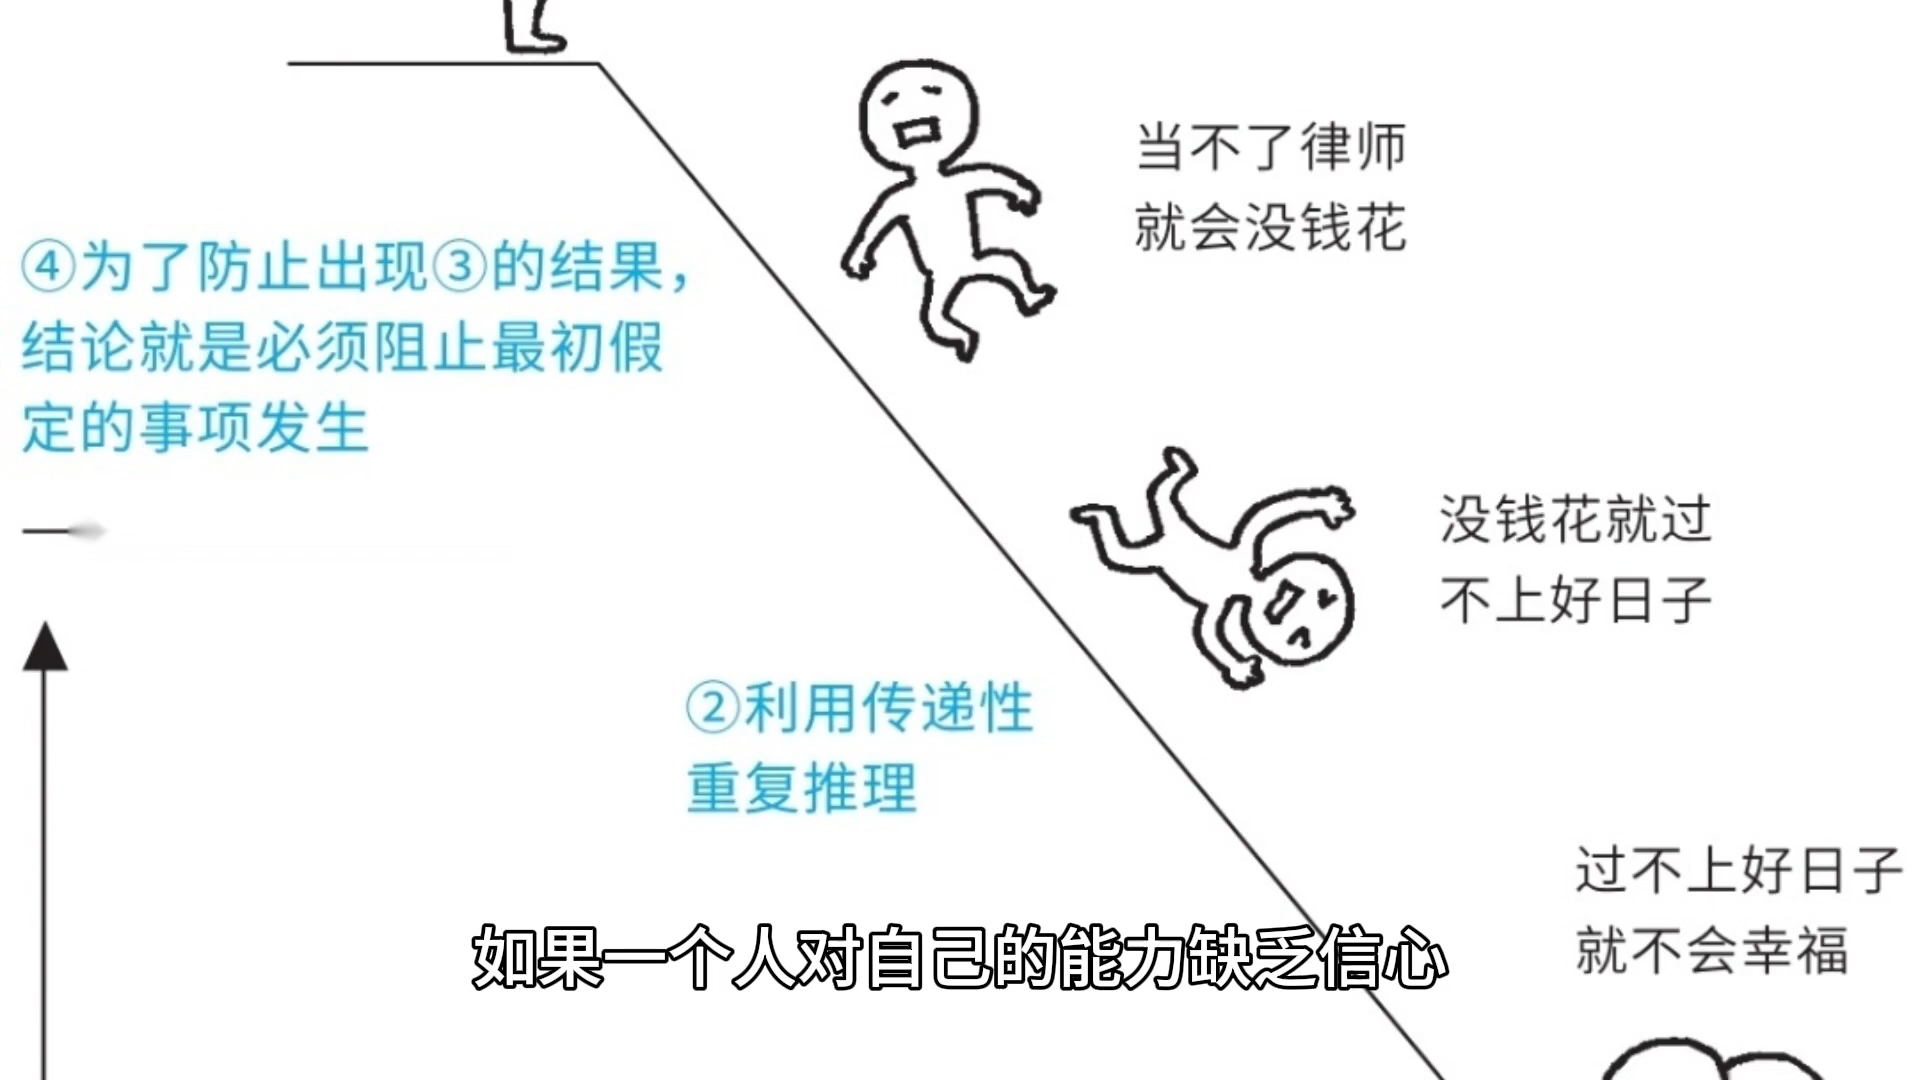 当不了律师
就会没钱花
④为了防止出现③的结果，
结论就是必须阻止最初假
定的事项发生
没钱花就过
不上好日子
②利用传递性
重复推理
过不上好日子
就不会幸福
如果一个人对自己的能力缺乏信心